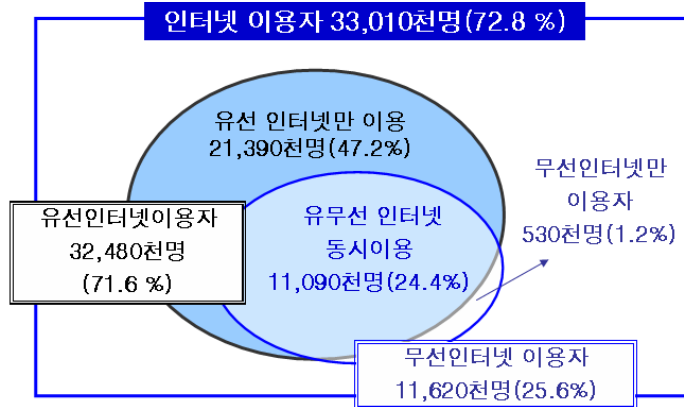 인터넷 이용자 33,010천명(72.8 %)
유선 인터넷만 이용
21,390천명(47.2%)
무선인터넷만
이용자
530천명(1.2%)
유선인터넷이용자
32,480천명
(71.6 %)
유무선 인터넷
동시이용
11,090천명(24.4%)
무선인터넷 이용자
11,620천명(25.6%)